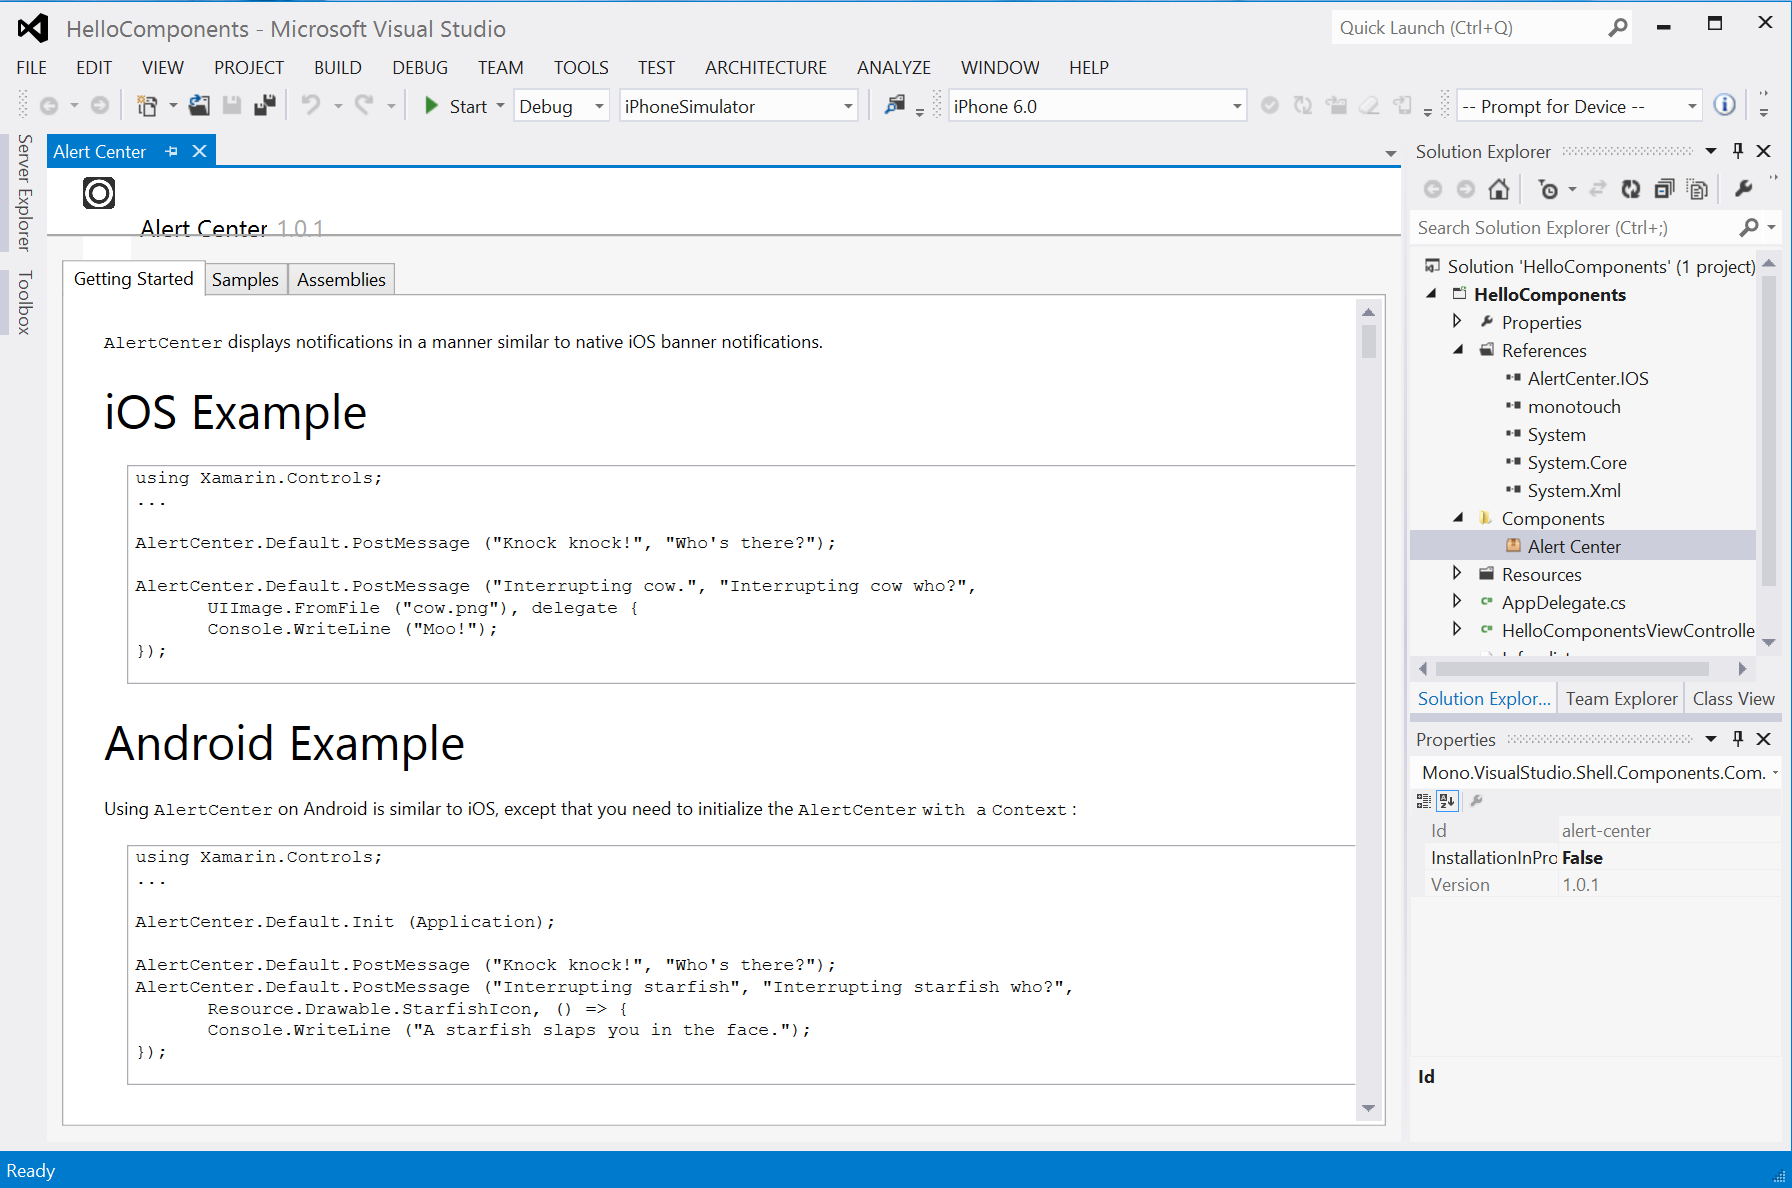 HelloComponents - Microsoft Visual Studio
Quick Launch (Ctrl+Q)
FILE EDIT VIEW PROJECT BUILD DEBUG TEAM TOOLS TEST ARCHITECTURE ANALYZE WINDOW HELP
Start Debug iPhoneSimulator iPhone 6.0 -- Prompt for Device --
Server Explorer
Toolbox
Alert Center
Alert Center 1.0.1
Getting Started Samples Assemblies
AlertCenter displays notifications in a manner similar to native iOS banner notifications.
iOS Example
using Xamarin.Controls;
...
AlertCenter.Default.PostMessage ("Knock knock!", "Who's there?");
AlertCenter.Default.PostMessage ("Interrupting cow.", "Interrupting cow who?",
UIImage.FromFile ("cow.png"), delegate {
Console.WriteLine ("Moo!");
});
Android Example
Using AlertCenter on Android is similar to iOS, except that you need to initialize the AlertCenter with a Context :
using Xamarin.Controls;
...
AlertCenter.Default.Init (Application);
AlertCenter.Default.PostMessage ("Knock knock!", "Who's there?");
AlertCenter.Default.PostMessage ("Interrupting starfish", "Interrupting starfish who?",
Resource.Drawable.StarfishIcon, () => {
Console.WriteLine ("A starfish slaps you in the face.");
});
Solution Explorer
Search Solution Explorer (Ctrl+;)
Solution 'HelloComponents' (1 project)
HelloComponents
Properties
References
AlertCenter.IOS
monotouch
System
System.Core
System.Xml
Components
Alert Center
Resources
AppDelegate.cs
HelloComponentsViewControlle
Solution Explor... Team Explorer Class View
Properties
Mono.VisualStudio.Shell.Components.Com.
Id alert-center
InstallationInPro False
Version 1.0.1
Id
Ready